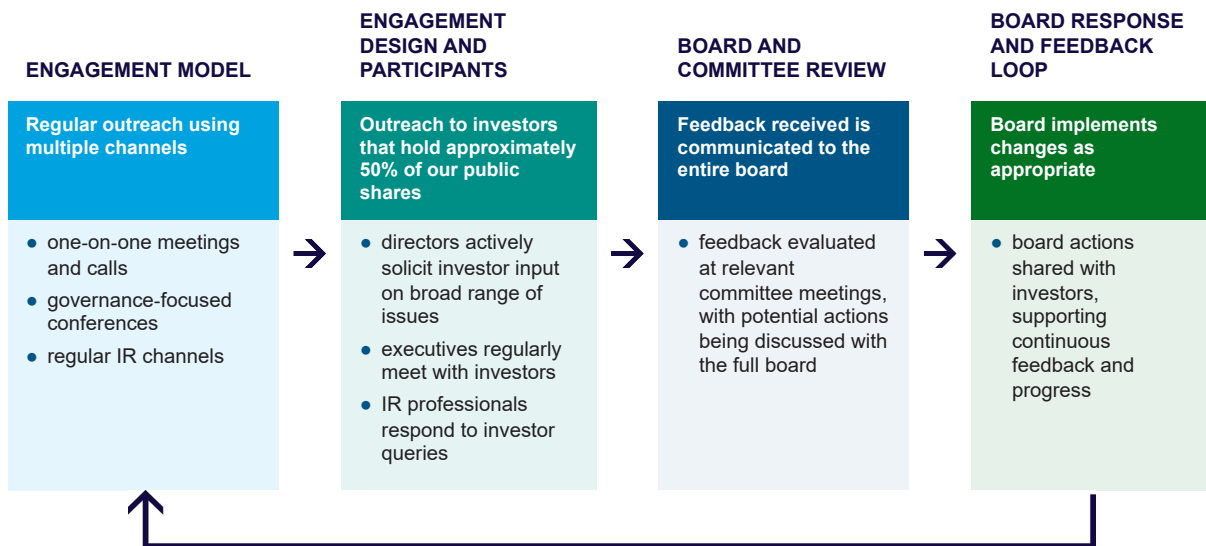 ENGAGEMENT MODEL
Regular outreach using
multiple channels
● one-on-one meetings
and calls
● governance-focused
conferences
● regular IR channels
ENGAGEMENT
DESIGN AND
PARTICIPANTS
Outreach to investors
that hold approximately
50% of our public
shares
● directors actively
solicit investor input
on broad range of
issues
● executives regularly
meet with investors
● IR professionals
respond to investor
queries
BOARD AND
COMMITTEE REVIEW
Feedback received is
communicated to the
entire board
● feedback evaluated
at relevant
committee meetings,
with potential actions
being discussed with
the full board
BOARD RESPONSE
AND FEEDBACK
LOOP
Board implements
changes as
appropriate
● board actions
shared with
investors,
supporting
continuous
feedback and
progress